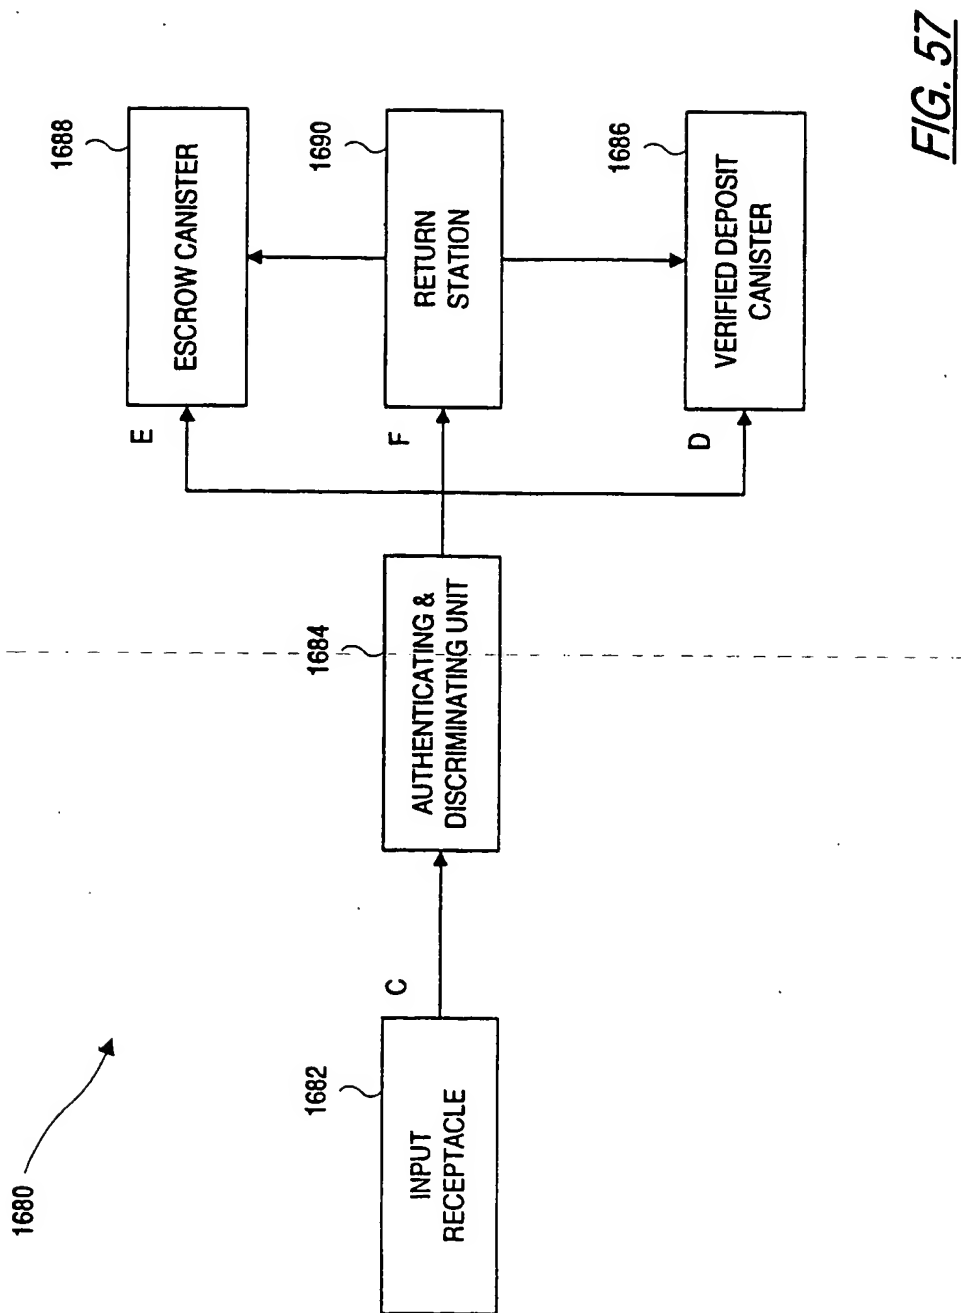 1680
1682
INPUT
RECEPTACLE
C
1684
AUTHENTICATING &
DISCRIMINATING UNIT
E
1688
ESCROW CANISTER
F
1690
RETURN
STATION
D
1686
VERIFIED DEPOSIT
CANISTER
FIG. 57